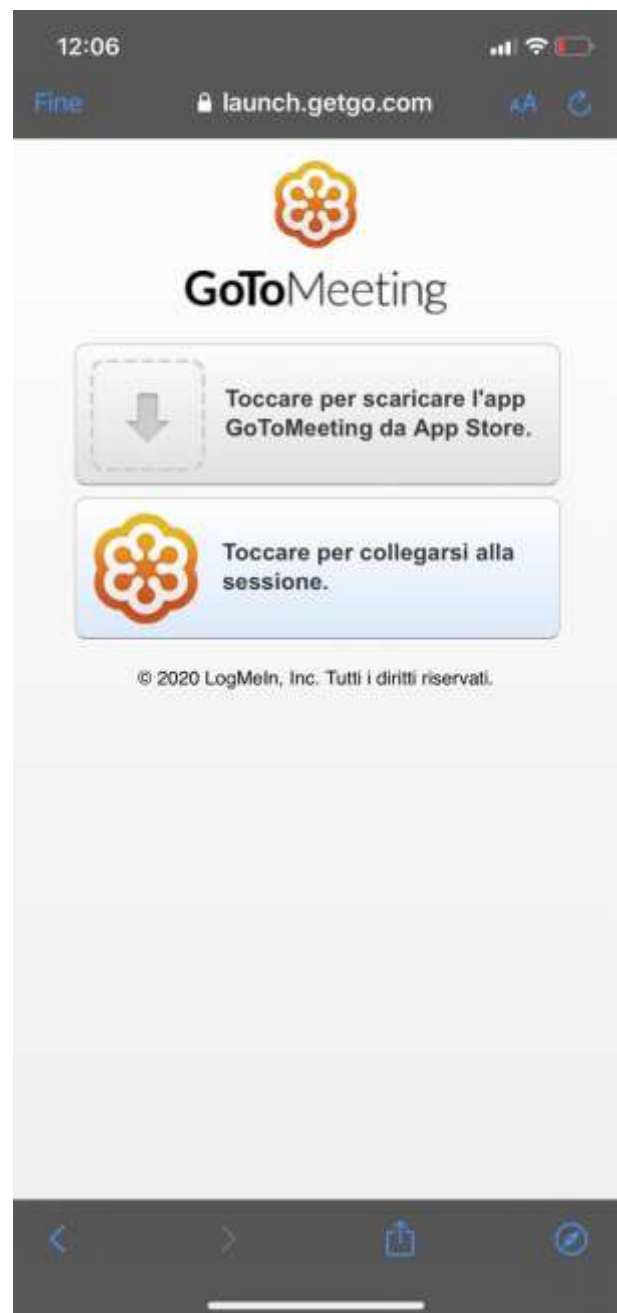 12:06
Fine launch.getgo.com AA
GoToMeeting
Toccare per scaricare l'app
GoToMeeting da App Store.
Toccare per collegarsi alla
sessione.
© 2020 LogMeIn, Inc. Tutti i diritti riservati.